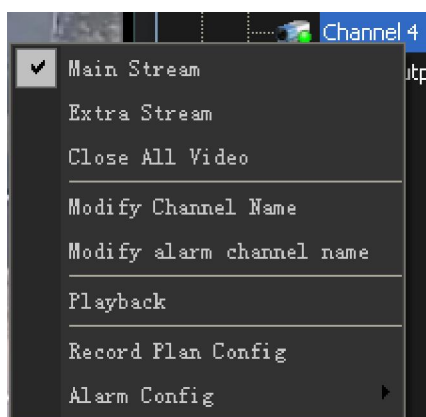 Channel 4
Main Stream
Extra Stream
Close All Video
Modify Channel Name
Modify alarm channel name
Playback
Record Plan Config
Alarm Config